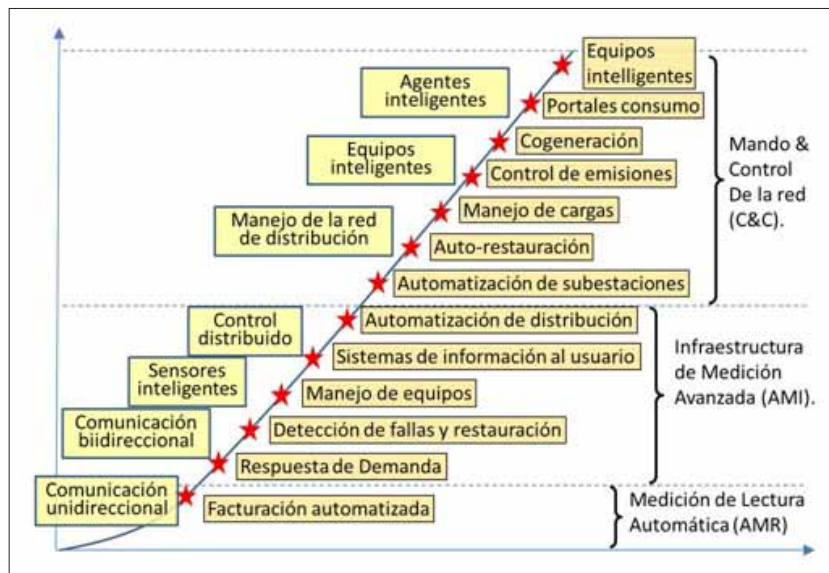 Equipos
intelligentes
Agentes
inteligentes
Portales consumo
Cogeneración
Equipos
inteligentes
Control de emisiones
Mando &
Control
De la red
(C&C).
Manejo de cargas
Manejo de la red
de distribución
Auto-restauración
Automatización de subestaciones
Control
distribuido
Automatización de distribución
Sistemas de información al usuario
Infraestructura
de Medición
Avanzada (AMI).
Sensores
inteligentes
Manejo de equipos
Comunicación
biidireccional
Detección de fallas y restauración
Respuesta de Demanda
Comunicación
unidireccional
Facturación automatizada
Medición de Lectura
Automática (AMR)